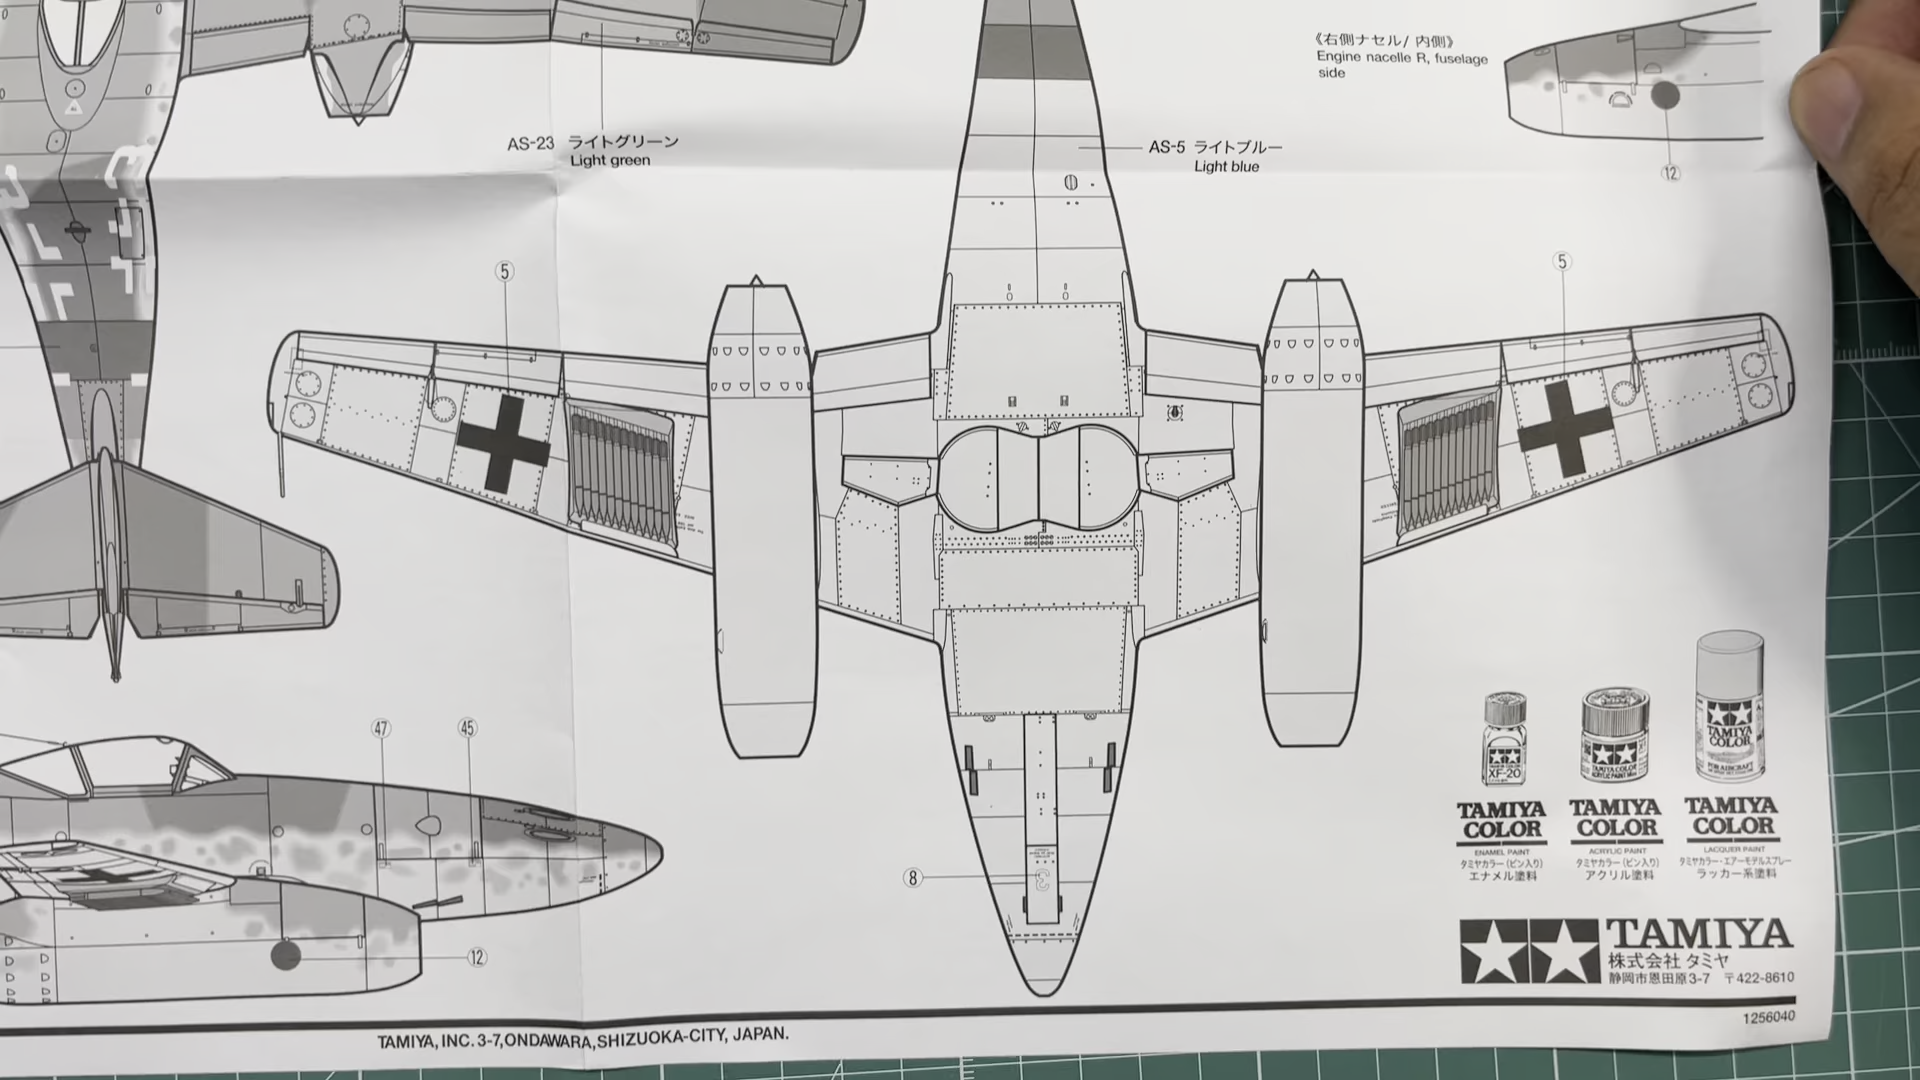 《右側ナセル/ 内側》
Engine nacelle R, fuselage
side
12
AS-23 ライトグリーン
Light green
AS-5 ライトブルー
Light blue
5
5
47
45
8
12
XF-20
TAMIYA COLOR
FOR AIRCRAFT
TAMIYA
COLOR
ENAMEL PAINT
タミヤカラー(ビン入り)
エナメル塗料
TAMIYA
COLOR
ACRYLIC PAINT
タミヤカラー(ビン入り)
アクリル塗料
TAMIYA
COLOR
LACQUER PAINT
タミヤカラー・エアーモデルスプレー
ラッカー系塗料
TAMIYA
株式会社 タミヤ
静岡市恩田原3-7 〒422-8610
TAMIYA, INC. 3-7, ONDAWARA, SHIZUOKA-CITY, JAPAN.
1256040